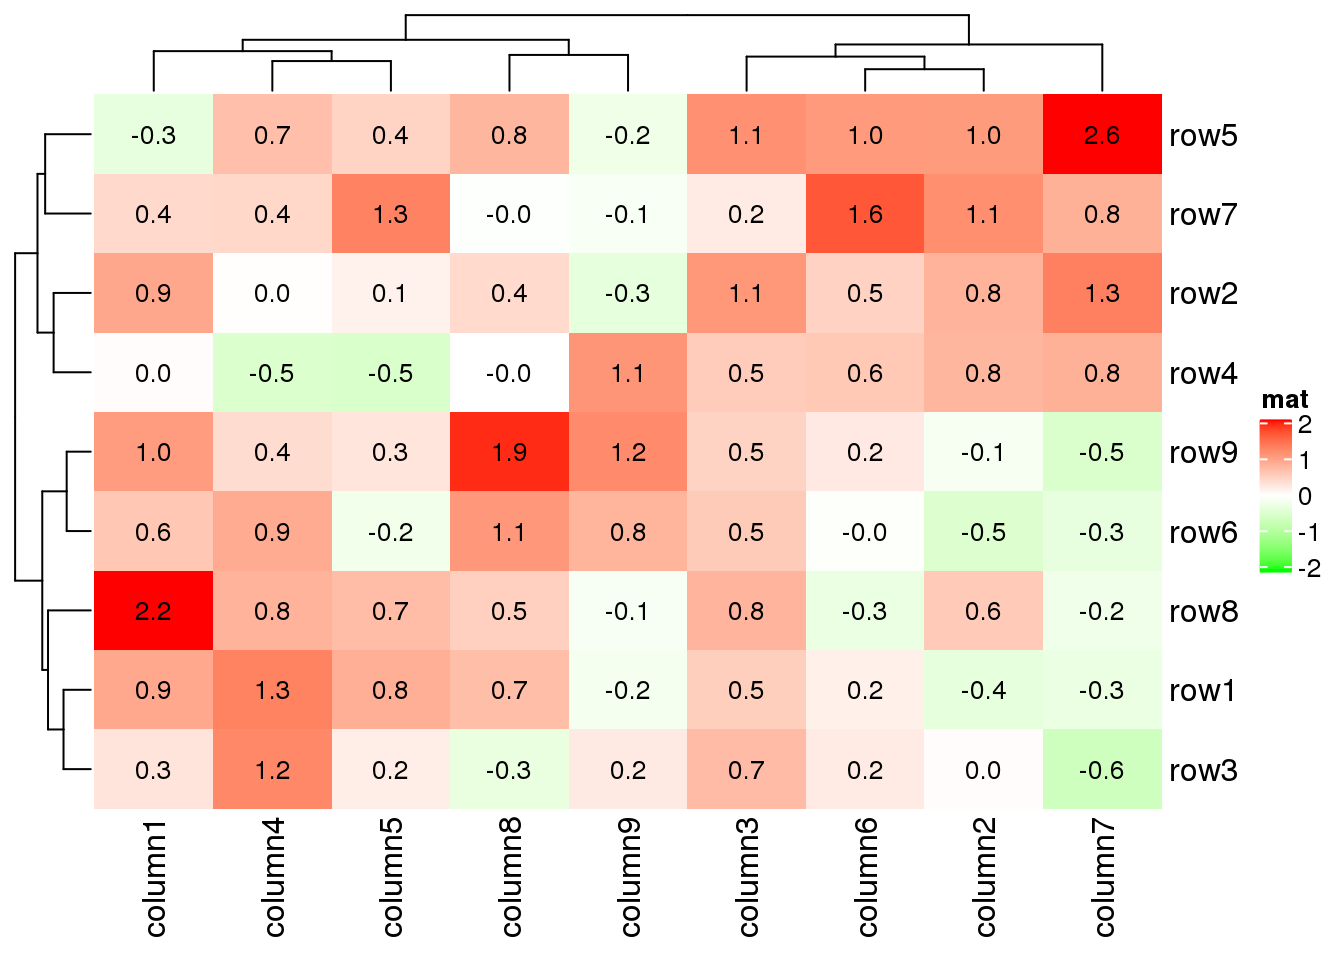 -0.3 0.7 0.4 0.8 -0.2 1.1 1.0 1.0 2.6 row5
0.4 0.4 1.3 -0.0 -0.1 0.2 1.6 1.1 0.8 row7
0.9 0.0 0.1 0.4 -0.3 1.1 0.5 0.8 1.3 row2
0.0 -0.5 -0.5 -0.0 1.1 0.5 0.6 0.8 0.8 row4
1.0 0.4 0.3 1.9 1.2 0.5 0.2 -0.1 -0.5 row9
0.6 0.9 -0.2 1.1 0.8 0.5 -0.0 -0.5 -0.3 row6
2.2 0.8 0.7 0.5 -0.1 0.8 -0.3 0.6 -0.2 row8
0.9 1.3 0.8 0.7 -0.2 0.5 0.2 -0.4 -0.3 row1
0.3 1.2 0.2 -0.3 0.2 0.7 0.2 0.0 -0.6 row3
column1 column4 column5 column8 column9 column3 column6 column2 column7
mat
2
1
0
-1
-2